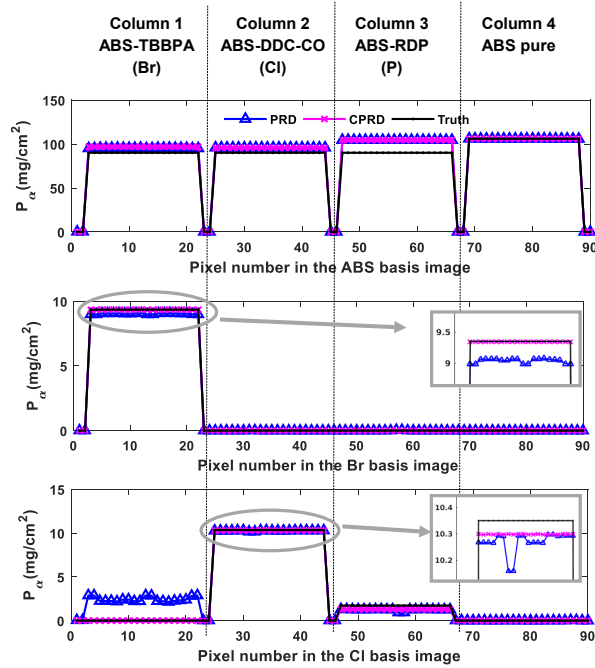 Column 1 Column 2 Column 3 Column 4
ABS-TBBPA ABS-DDC-CO ABS-RDP ABS pure
(Br) (Cl) (P)
150
PRD CPRD Truth
100
50
0
P α (mg/cm²)
0 10 20 30 40 50 60 70 80 90
Pixel number in the ABS basis image
10
9.5
9
5
0
P α (mg/cm²)
0 10 20 30 40 50 60 70 80 90
Pixel number in the Br basis image
15
10.4
10.3
10.2
10
5
0
P α (mg/cm²)
0 10 20 30 40 50 60 70 80 90
Pixel number in the Cl basis image